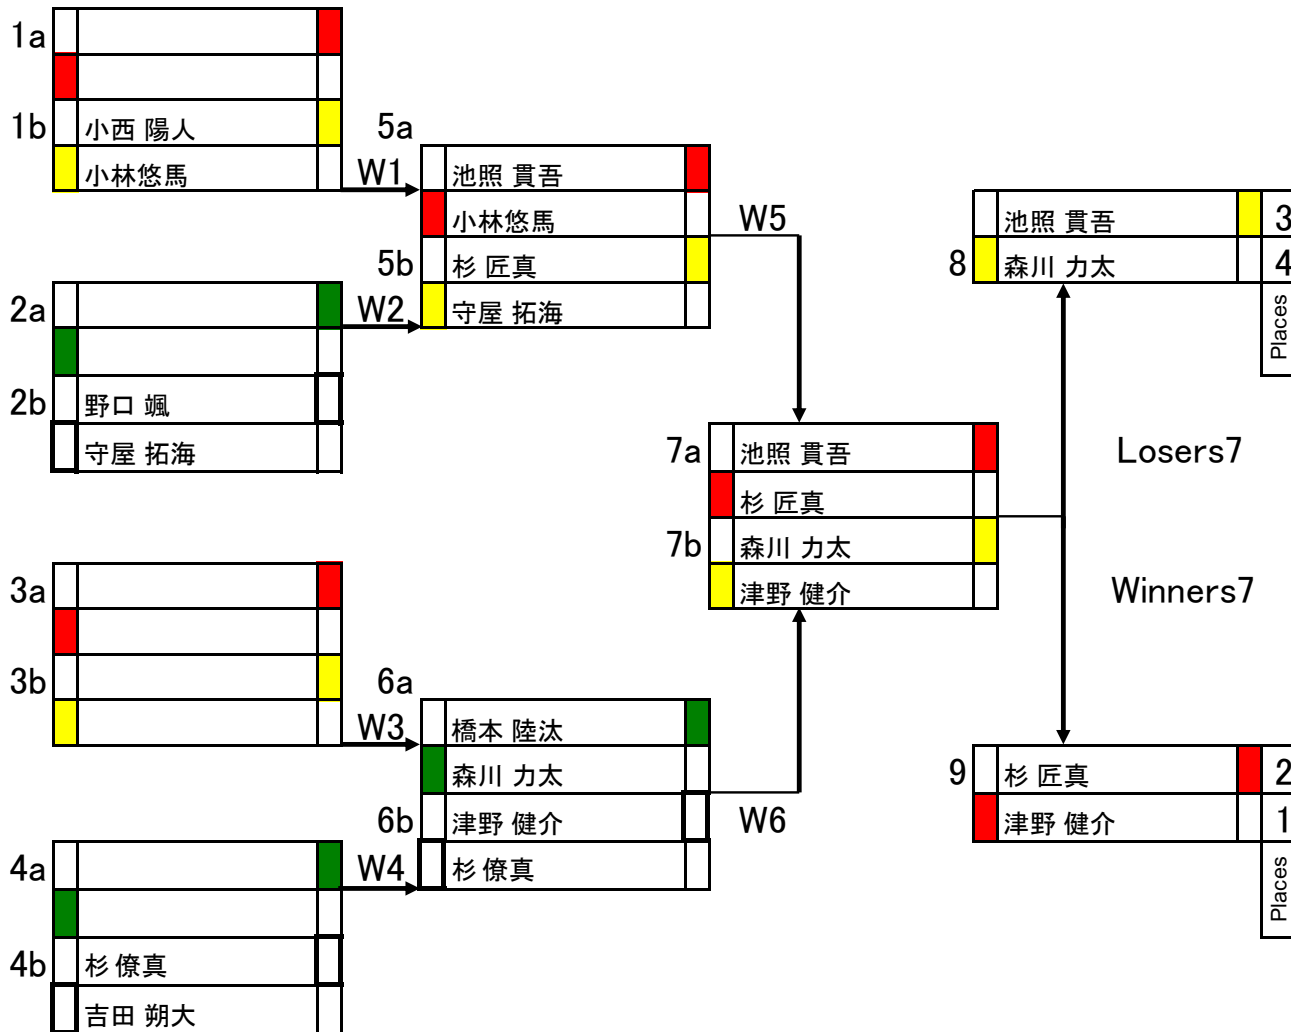 1a
1b 小西 陽人
小林悠馬
W1
2a
2b 野口 颯
守屋 拓海
W2
3a
3b
W3
4a
4b 杉 僚真
吉田 朔大
W4
5a
池照 貫吾
小林悠馬
5b 杉 匠真
守屋 拓海
W5
6a
橋本 陸汰
森川 力太
6b 津野 健介
杉 僚真
W6
7a 池照 貫吾
杉 匠真
7b 森川 力太
津野 健介
Losers7
Winners7
池照 貫吾 3
8 森川 力太 4
Places
9 杉 匠真 2
津野 健介 1
Places